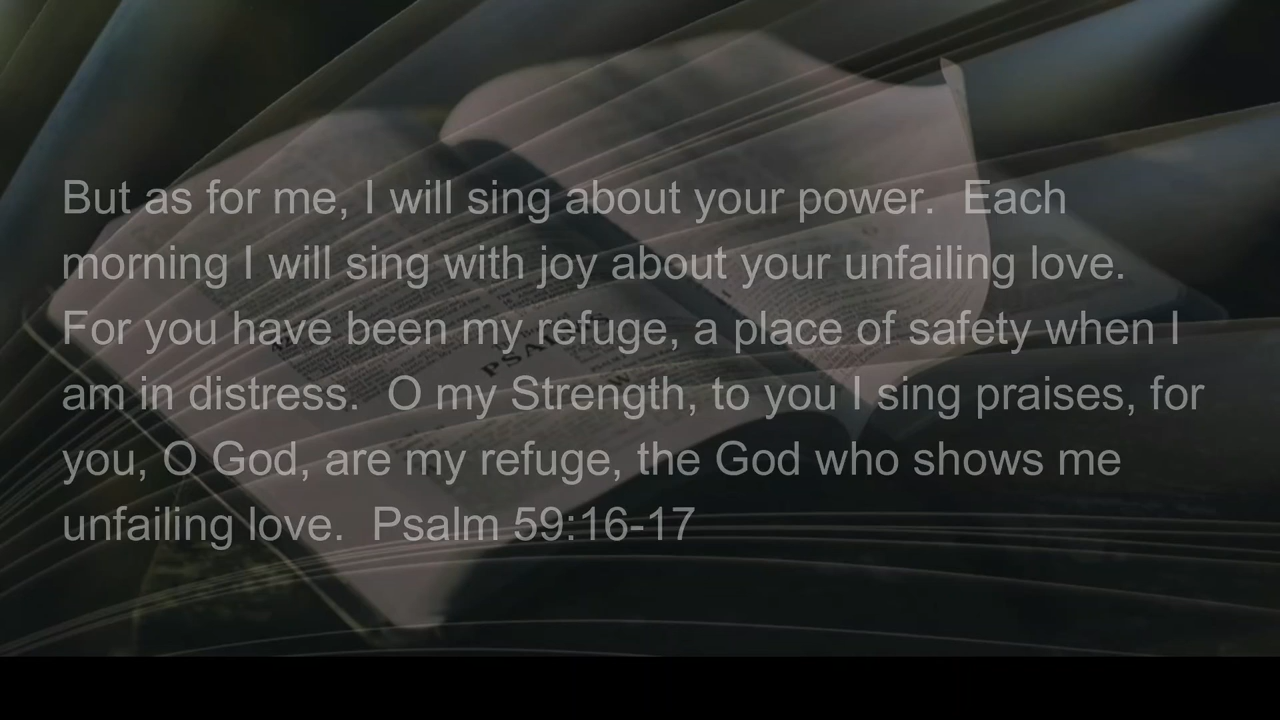 But as for me, I will sing about your power.  Each
morning I will sing with joy about your unfailing love.
For you have been my refuge, a place of safety when I
am in distress.  O my Strength, to you I sing praises, for
you, O God, are my refuge, the God who shows me
unfailing love.  Psalm 59:16-17
PSALMS